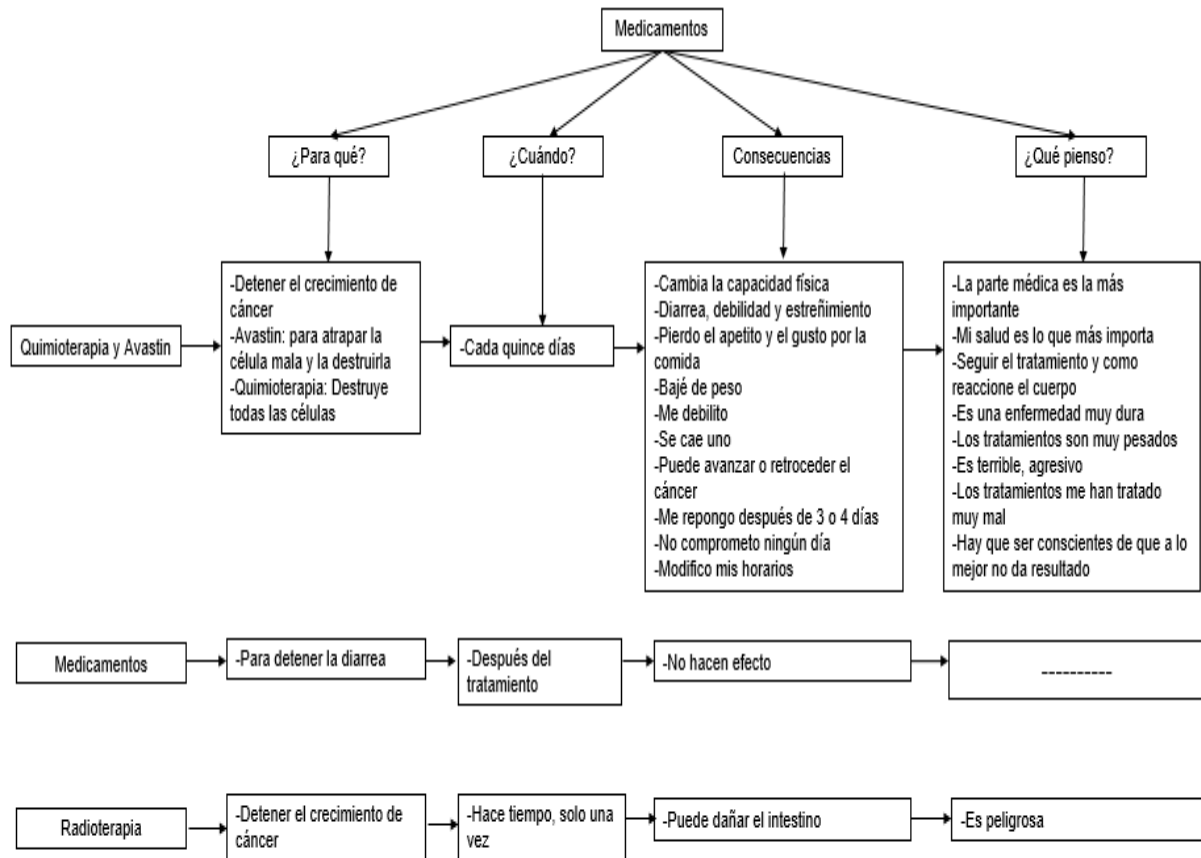 Medicamentos
¿Para qué?
¿Cuándo?
Consecuencias
¿Qué pienso?
Quimioterapia y Avastin
-Detener el crecimiento de
cáncer
-Avastin: para atrapar la
célula mala y la destruirla
-Quimioterapia: Destruye
todas las células
-Cada quince días
-Cambia la capacidad física
-Diarrea, debilidad y estreñimiento
-Pierdo el apetito y el gusto por la
comida
-Bajé de peso
-Me debilito
-Se cae uno
-Puede avanzar o retroceder el
cáncer
-Me repongo después de 3 o 4 días
-No comprometo ningún día
-Modifico mis horarios
-La parte médica es la más
importante
-Mi salud es lo que más importa
-Seguir el tratamiento y como
reaccione el cuerpo
-Es una enfermedad muy dura
-Los tratamientos son muy pesados
-Es terrible, agresivo
-Los tratamientos me han tratado
muy mal
-Hay que ser conscientes de que a lo
mejor no da resultado
Medicamentos
-Para detener la diarrea
-Después del
tratamiento
-No hacen efecto
----------
Radioterapia
-Detener el crecimiento de
cáncer
-Hace tiempo, solo una
vez
-Puede dañar el intestino
-Es peligrosa